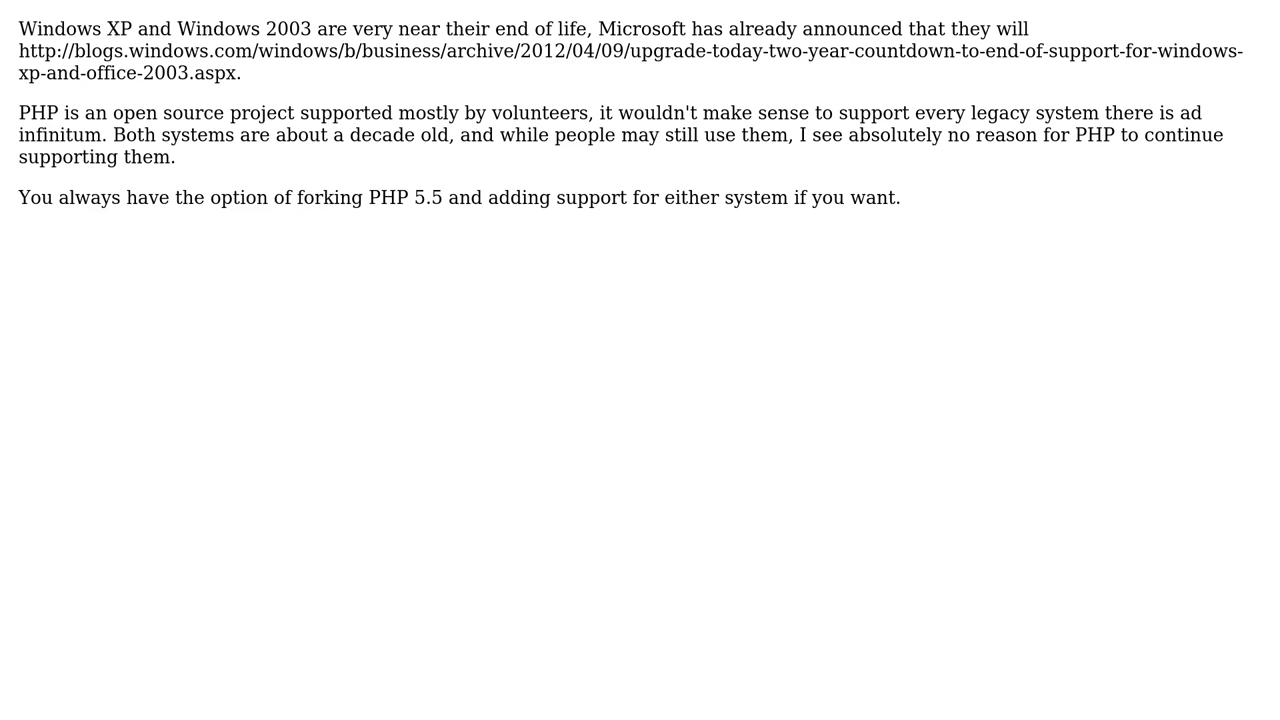 Windows XP and Windows 2003 are very near their end of life, Microsoft has already announced that they will
http://blogs.windows.com/windows/b/business/archive/2012/04/09/upgrade-today-two-year-countdown-to-end-of-support-for-windows-
xp-and-office-2003.aspx.
PHP is an open source project supported mostly by volunteers, it wouldn't make sense to support every legacy system there is ad
infinitum. Both systems are about a decade old, and while people may still use them, I see absolutely no reason for PHP to continue
supporting them.
You always have the option of forking PHP 5.5 and adding support for either system if you want.